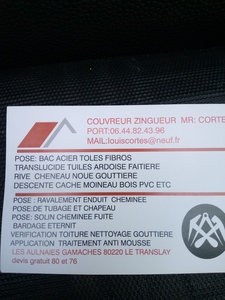 COUVREUR ZINGUEUR MR: CORTE
PORT:06.44.82.43.96
MAIL:louiscortes@neuf.fr
POSE: BAC ACIER TOLES FIBROS
TRANSLUCIDE TUILES ARDOISE FAITIERE
RIVE CHENEAU NOUE GOUTTIERE
DESCENTE CACHE MOINEAU BOIS PVC ETC
POSE : RAVALEMENT ENDUIT CHEMINEE
POSE DE TUBAGE ET CHAPEAU
POSE: SOLIN CHEMINEE FUITE
BARDAGE ETERNIT
VERIFICATION TOITURE NETTOYAGE GOUTTIERE
APPLICATION TRAITEMENT ANTI MOUSSE
LES AULNAIES GAMACHES 80220 LE TRANSLAY
dévis gratuit 80 et 76